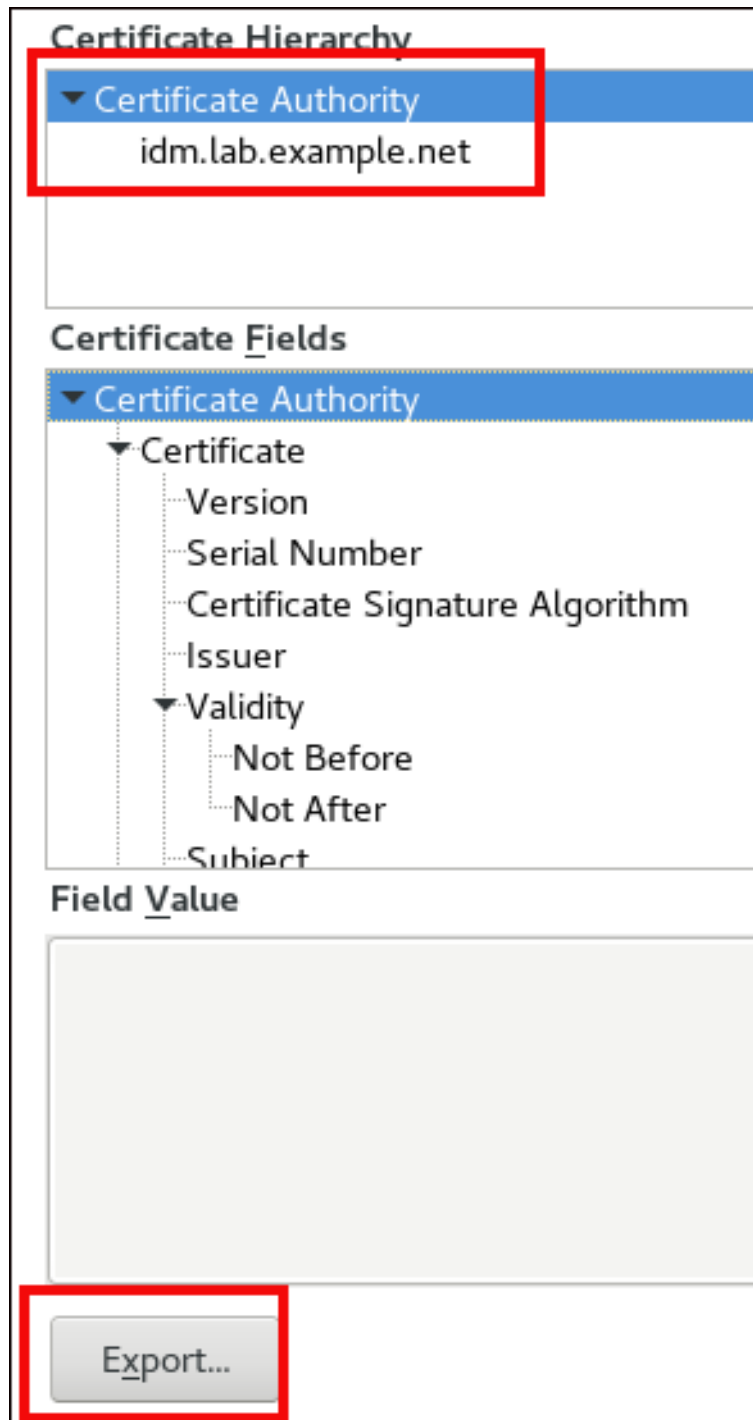 Certificate Hierarchy
Certificate Authority
idm.lab.example.net
Certificate Fields
Certificate Authority
Certificate
Version
Serial Number
Certificate Signature Algorithm
Issuer
Validity
Not Before
Not After
Subject
Field Value
Export...